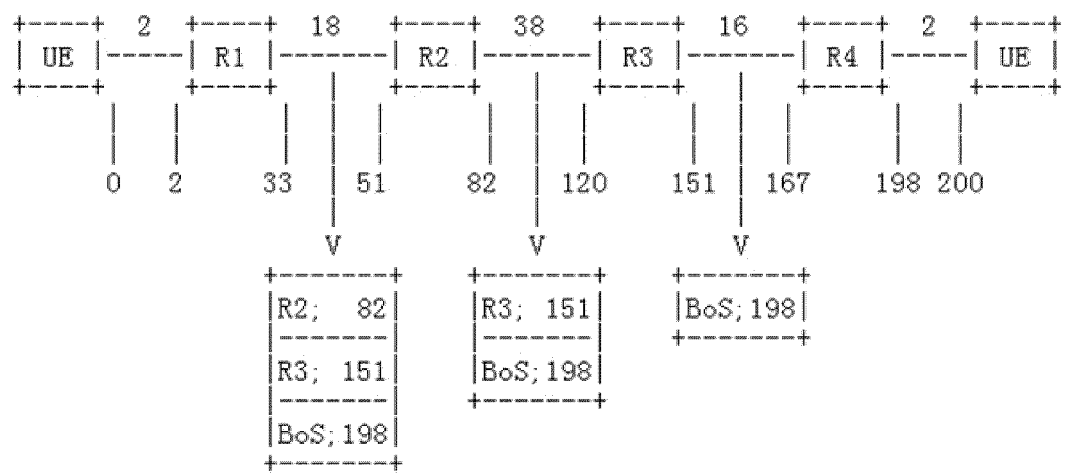 2 18 38 16 2
UE R1 R2 R3 R4 UE
0 2 33 51 82 120 151 167 198 200
V V V
R2; 82 R3; 151 BoS;198
R3; 151 BoS;198
BoS;198